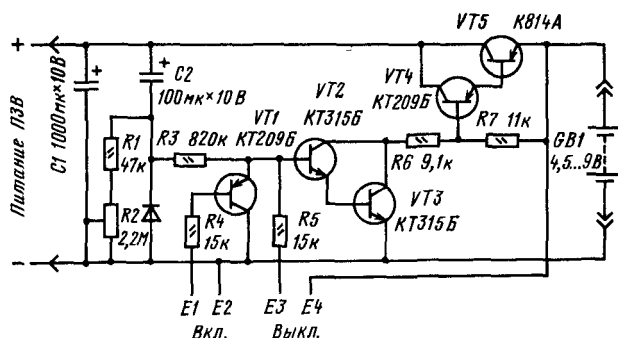 VT5 К814А
+
C1 1000мк×10В
+
+
C2
100мк×10В
VT4
КТ209Б
VT2
КТ315Б
VT1
КТ209Б
R1
47к
R3 820к
R7 11к
R6 9,1к
GB1
4,5...9В
Питание ПЗВ
R2
2,2М
R4
15к
R5
15к
VT3
КТ315Б
-
E1 E2 E3 E4
Вкл. Выкл.